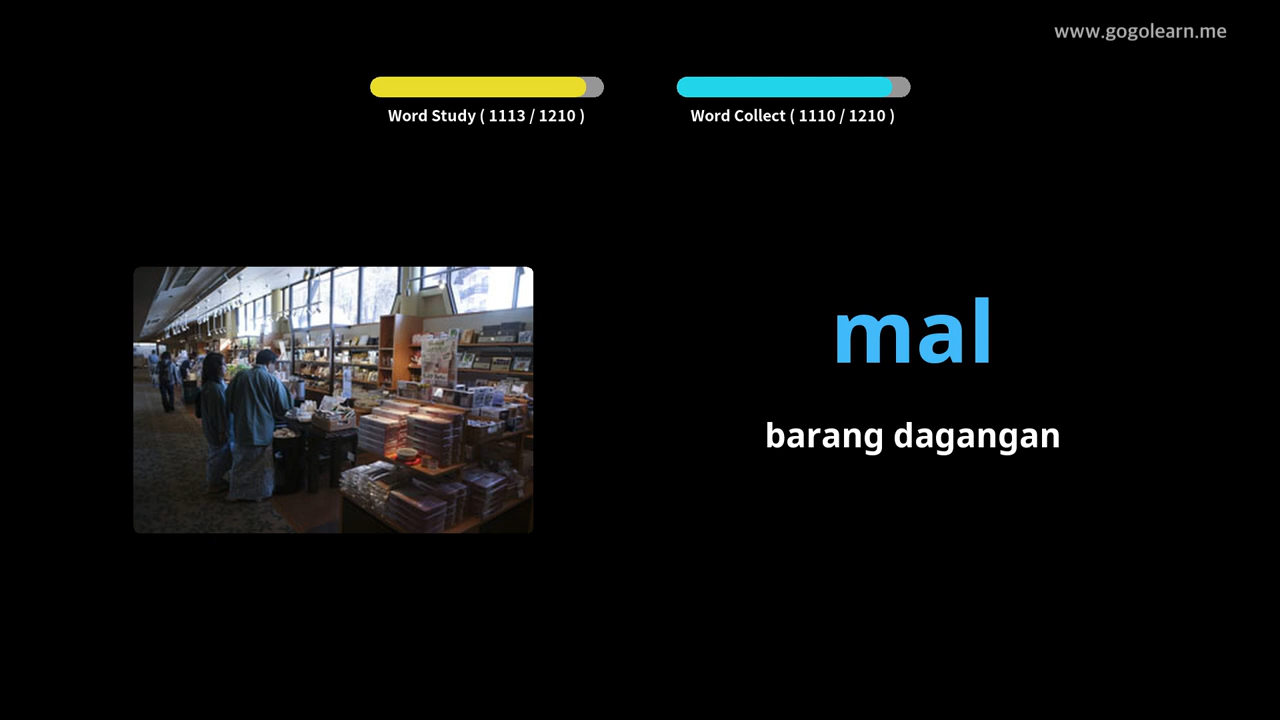 www.gogolearn.me
Word Study ( 1113 / 1210 )
Word Collect ( 1110 / 1210 )
mal
barang dagangan